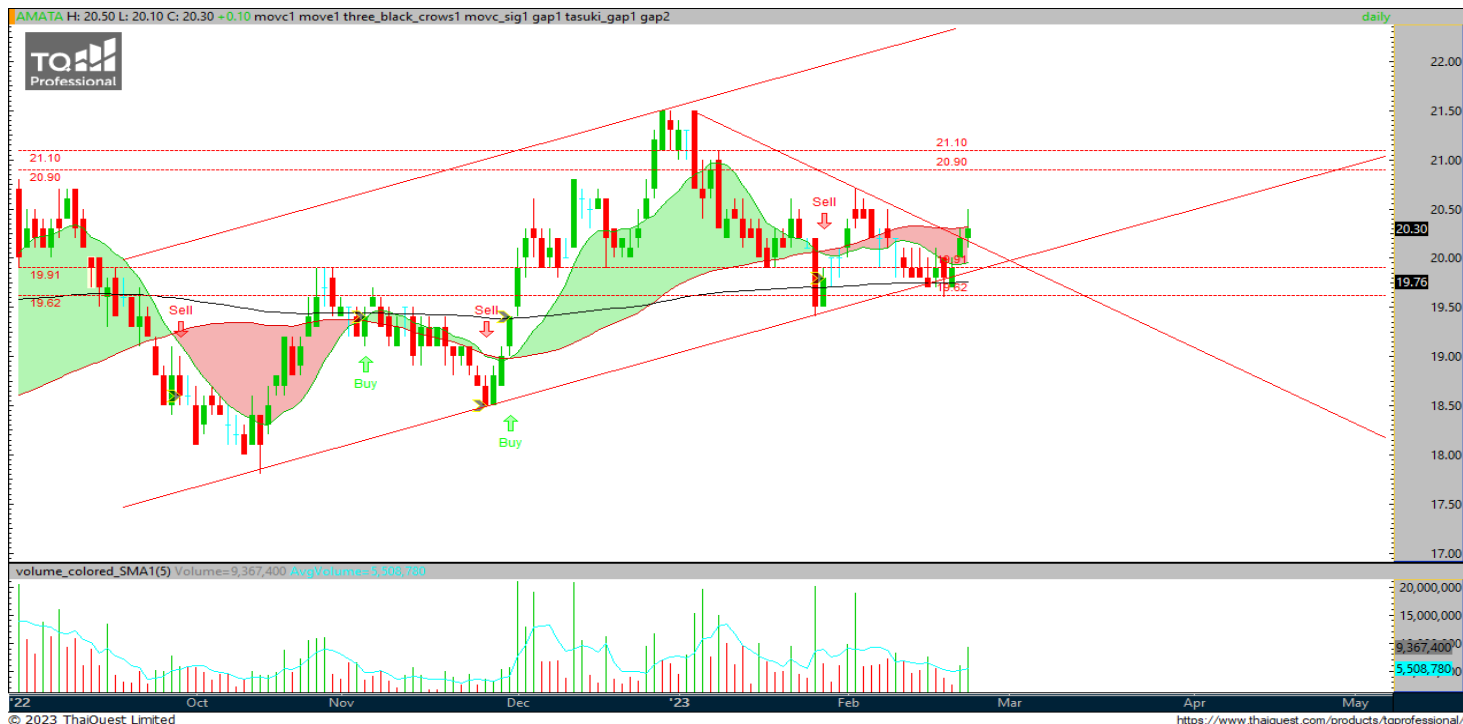 AMATA H: 20.50 L: 20.10 C: 20.30 +0.10 movc1 move1 three_black_crows1 movc_sig1 gap1 tasuki_gap1 gap2 daily
TQ Professional
22.00
21.50
21.10
21.10
21.00
20.90
20.90
20.50
Sell
20.30
20.00
19.91
19.91
19.76
19.62
19.62
Sell
Sell
19.50
19.00
Buy
18.50
Buy
18.00
17.50
17.00
volume_colored_SMA1(5) Volume=9,367,400 AvgVolume=5,508,780
20,000,000
15,000,000
9,367,400
5,508,780
'22 Oct Nov Dec '23 Feb Mar Apr May
© 2023 ThaiQuest Limited https://www.thaiquest.com/products/tqprofessional/